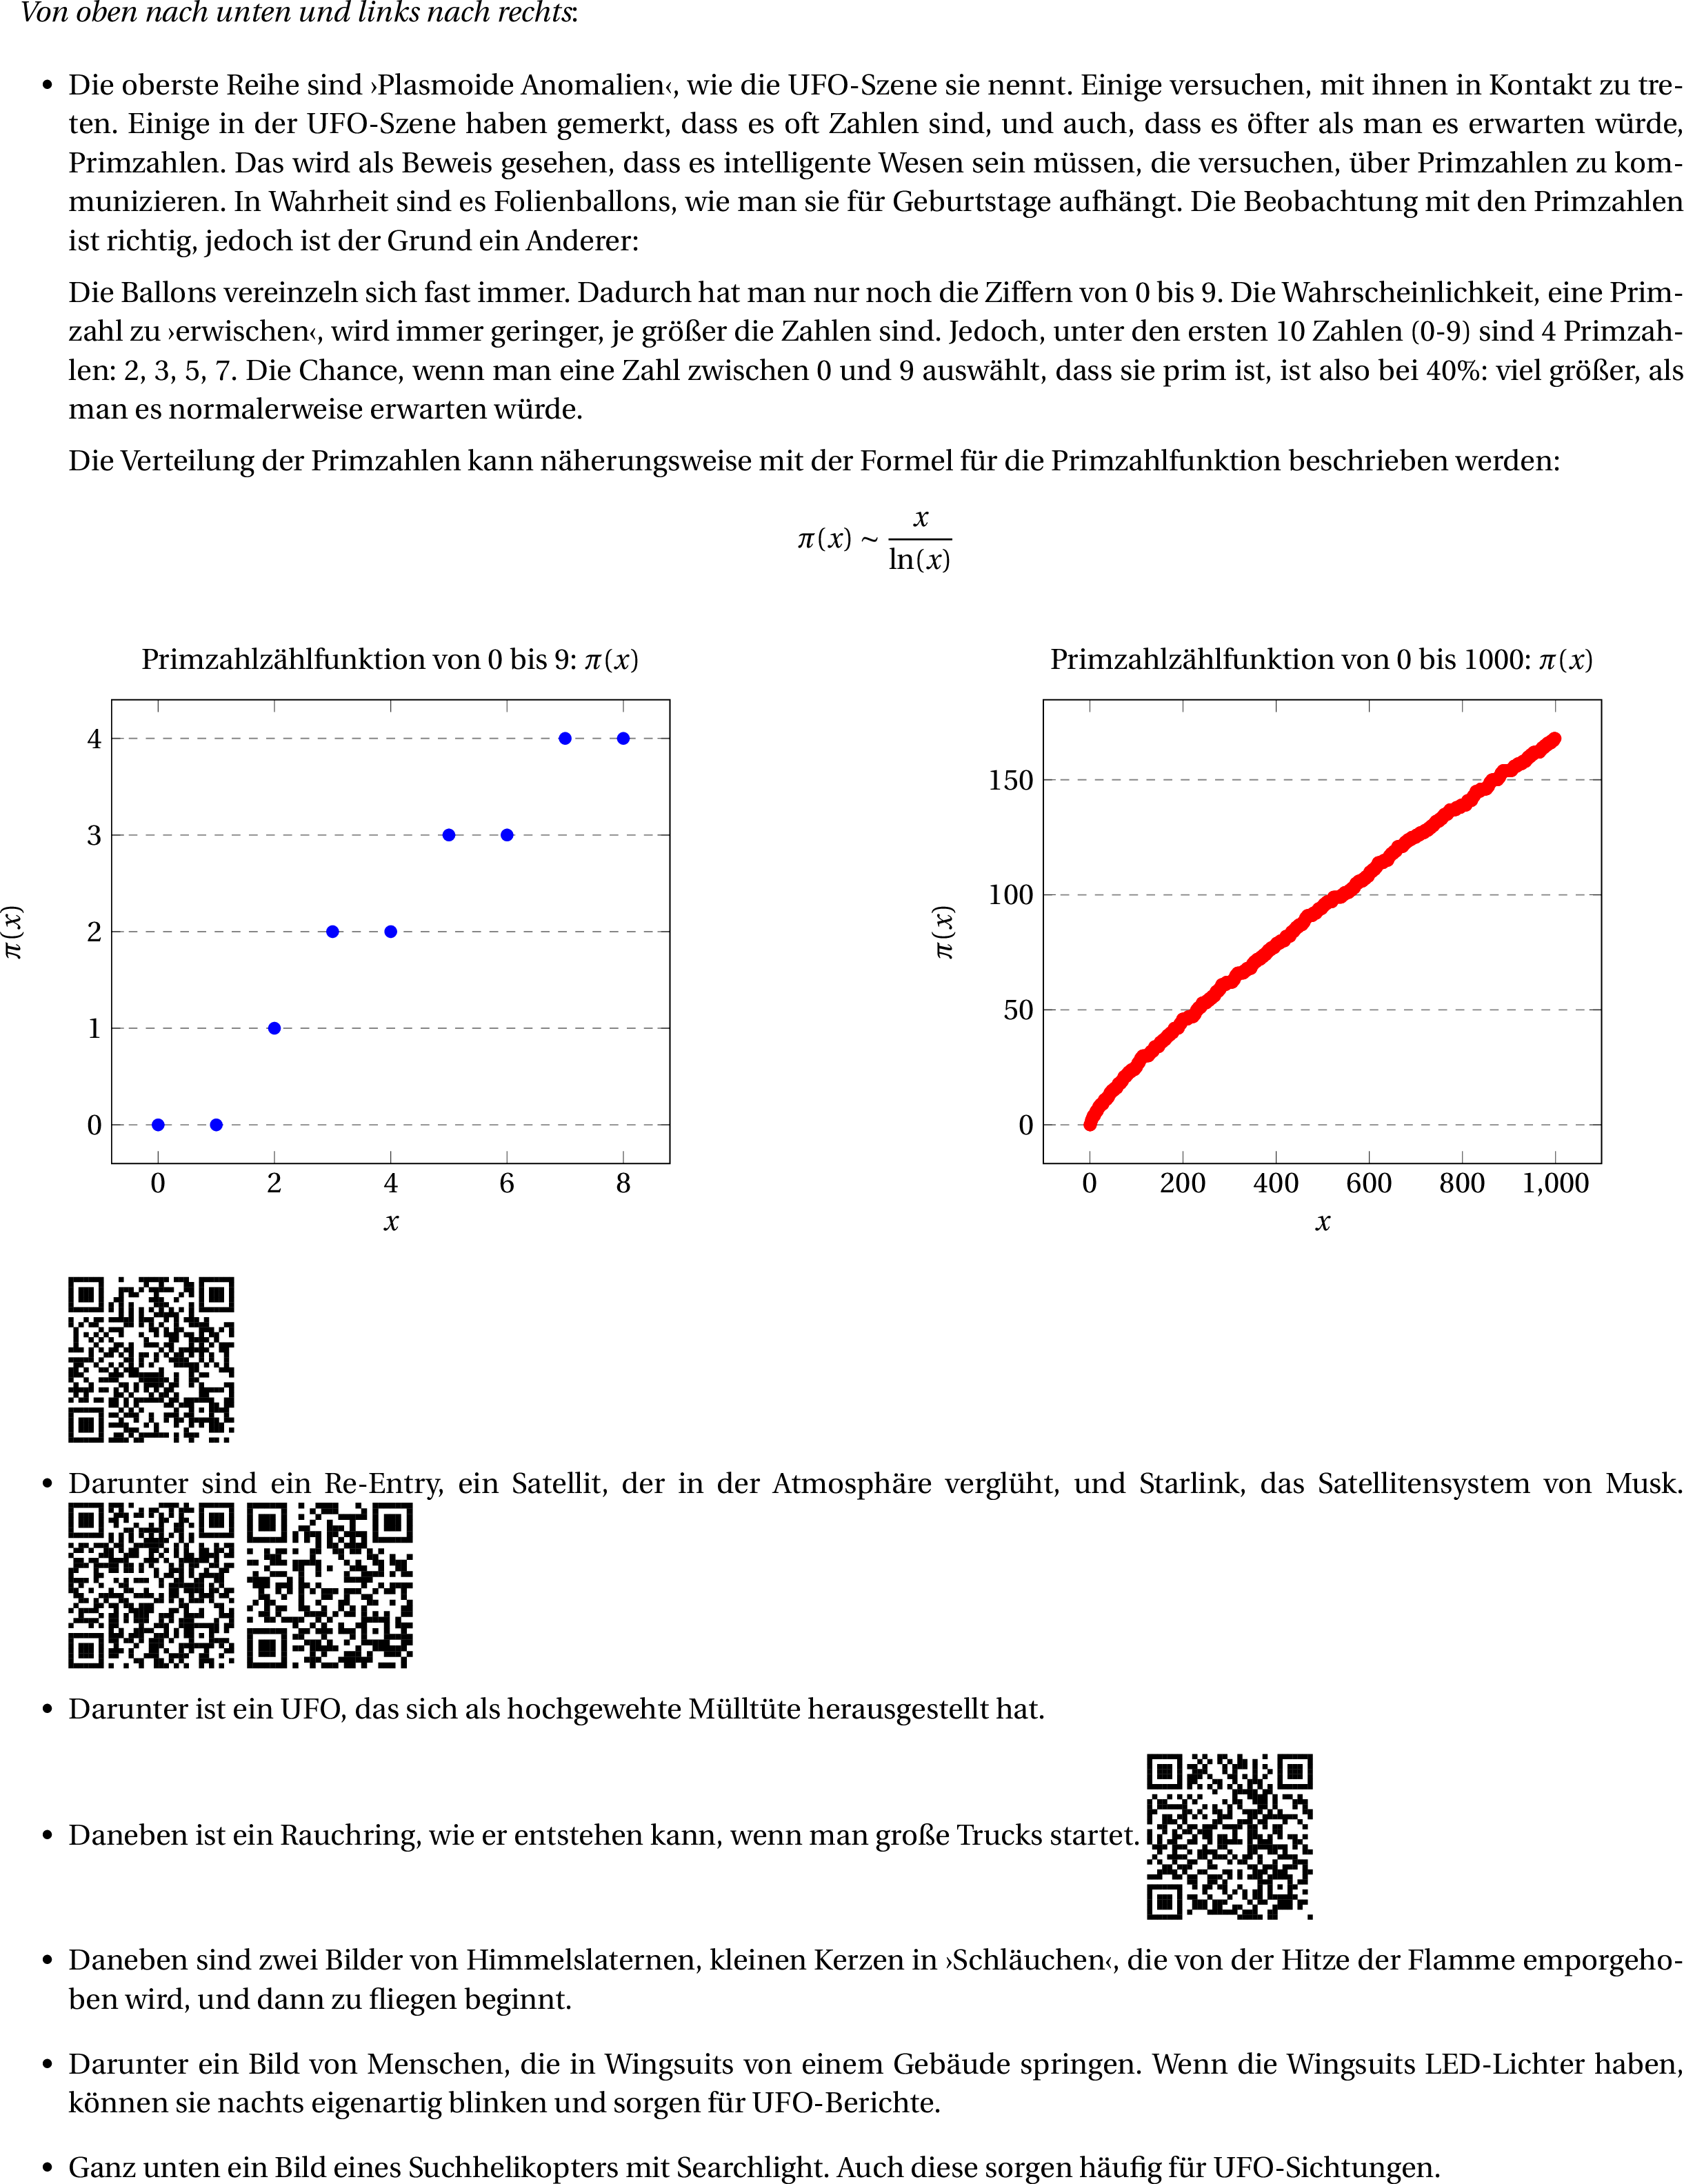 Von oben nach unten und links nach rechts:
• Die oberste Reihe sind ›Plasmoide Anomalien‹, wie die UFO-Szene sie nennt. Einige versuchen, mit ihnen in Kontakt zu tre-
ten. Einige in der UFO-Szene haben gemerkt, dass es oft Zahlen sind, und auch, dass es öfter als man es erwarten würde,
Primzahlen. Das wird als Beweis gesehen, dass es intelligente Wesen sein müssen, die versuchen, über Primzahlen zu kom-
munizieren. In Wahrheit sind es Folienballons, wie man sie für Geburtstage aufhängt. Die Beobachtung mit den Primzahlen
ist richtig, jedoch ist der Grund ein Anderer:
Die Ballons vereinzeln sich fast immer. Dadurch hat man nur noch die Ziffern von 0 bis 9. Die Wahrscheinlichkeit, eine Prim-
zahl zu ›erwischen‹, wird immer geringer, je größer die Zahlen sind. Jedoch, unter den ersten 10 Zahlen (0-9) sind 4 Primzah-
len: 2, 3, 5, 7. Die Chance, wenn man eine Zahl zwischen 0 und 9 auswählt, dass sie prim ist, ist also bei 40%: viel größer, als
man es normalerweise erwarten würde.
Die Verteilung der Primzahlen kann näherungsweise mit der Formel für die Primzahlfunktion beschrieben werden:
π(x) ~ x / ln(x)
Primzahlzählfunktion von 0 bis 9: π(x)
4
3
2
1
0
π(x)
0 2 4 6 8
x
Primzahlzählfunktion von 0 bis 1000: π(x)
150
100
50
0
π(x)
0 200 400 600 800 1,000
x
• Darunter sind ein Re-Entry, ein Satellit, der in der Atmosphäre verglüht, und Starlink, das Satellitensystem von Musk.
• Darunter ist ein UFO, das sich als hochgewehte Mülltüte herausgestellt hat.
• Daneben ist ein Rauchring, wie er entstehen kann, wenn man große Trucks startet.
• Daneben sind zwei Bilder von Himmelslaternen, kleinen Kerzen in ›Schläuchen‹, die von der Hitze der Flamme emporgeho-
ben wird, und dann zu fliegen beginnt.
• Darunter ein Bild von Menschen, die in Wingsuits von einem Gebäude springen. Wenn die Wingsuits LED-Lichter haben,
können sie nachts eigenartig blinken und sorgen für UFO-Berichte.
• Ganz unten ein Bild eines Suchhelikopters mit Searchlight. Auch diese sorgen häufig für UFO-Sichtungen.